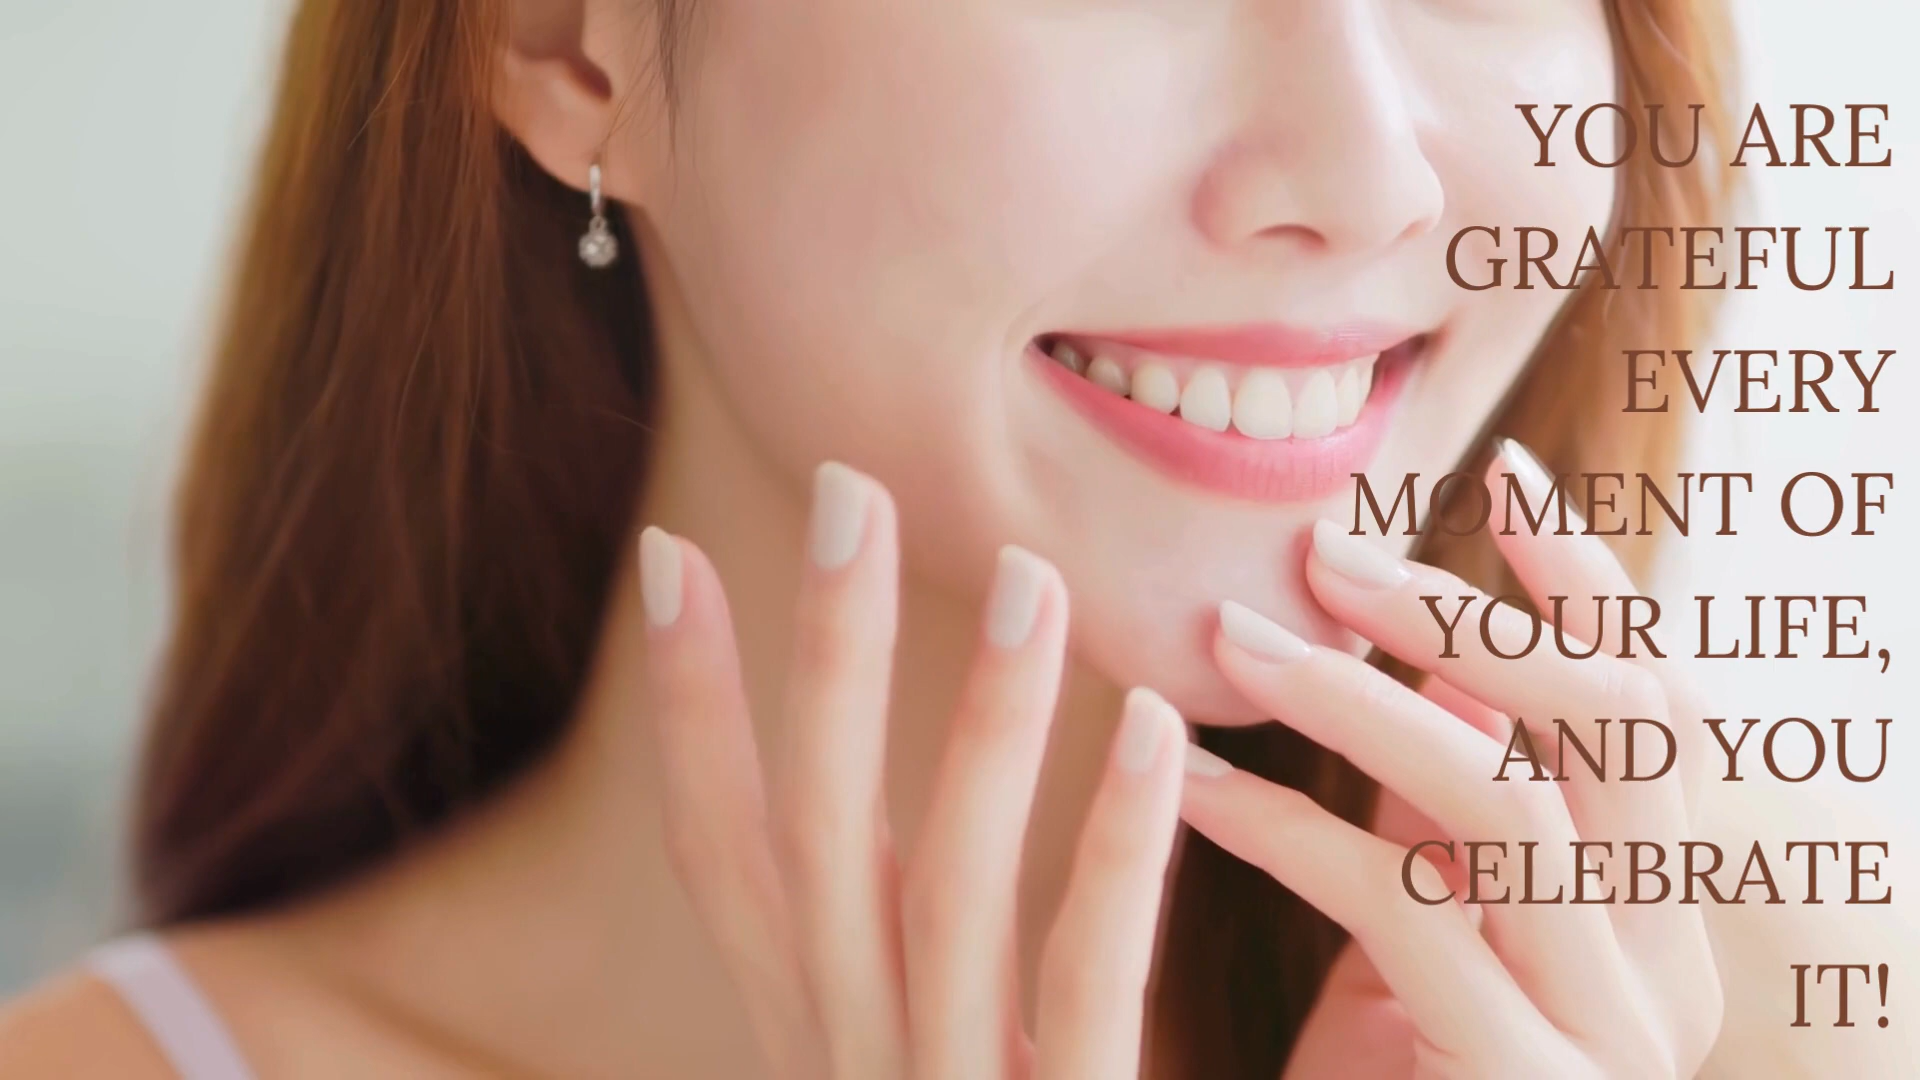 YOU ARE
GRATEFUL
EVERY
MOMENT OF
YOUR LIFE,
AND YOU
CELEBRATE
IT!